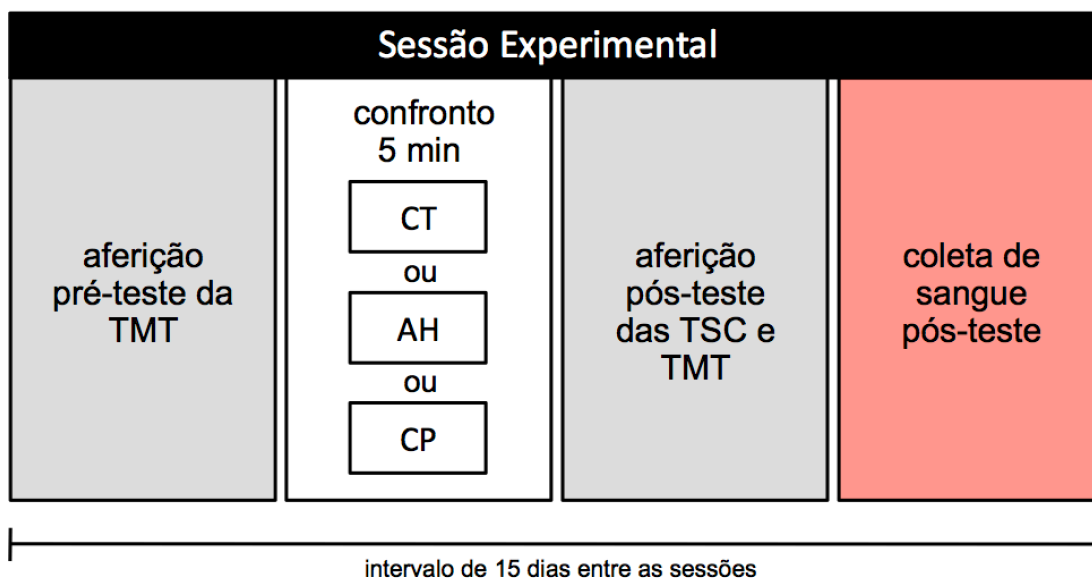 Sessão Experimental
aferição
pré-teste da
TMT
confronto
5 min
CT
ou
AH
ou
CP
aferição
pós-teste
das TSC e
TMT
coleta de
sangue
pós-teste
intervalo de 15 dias entre as sessões